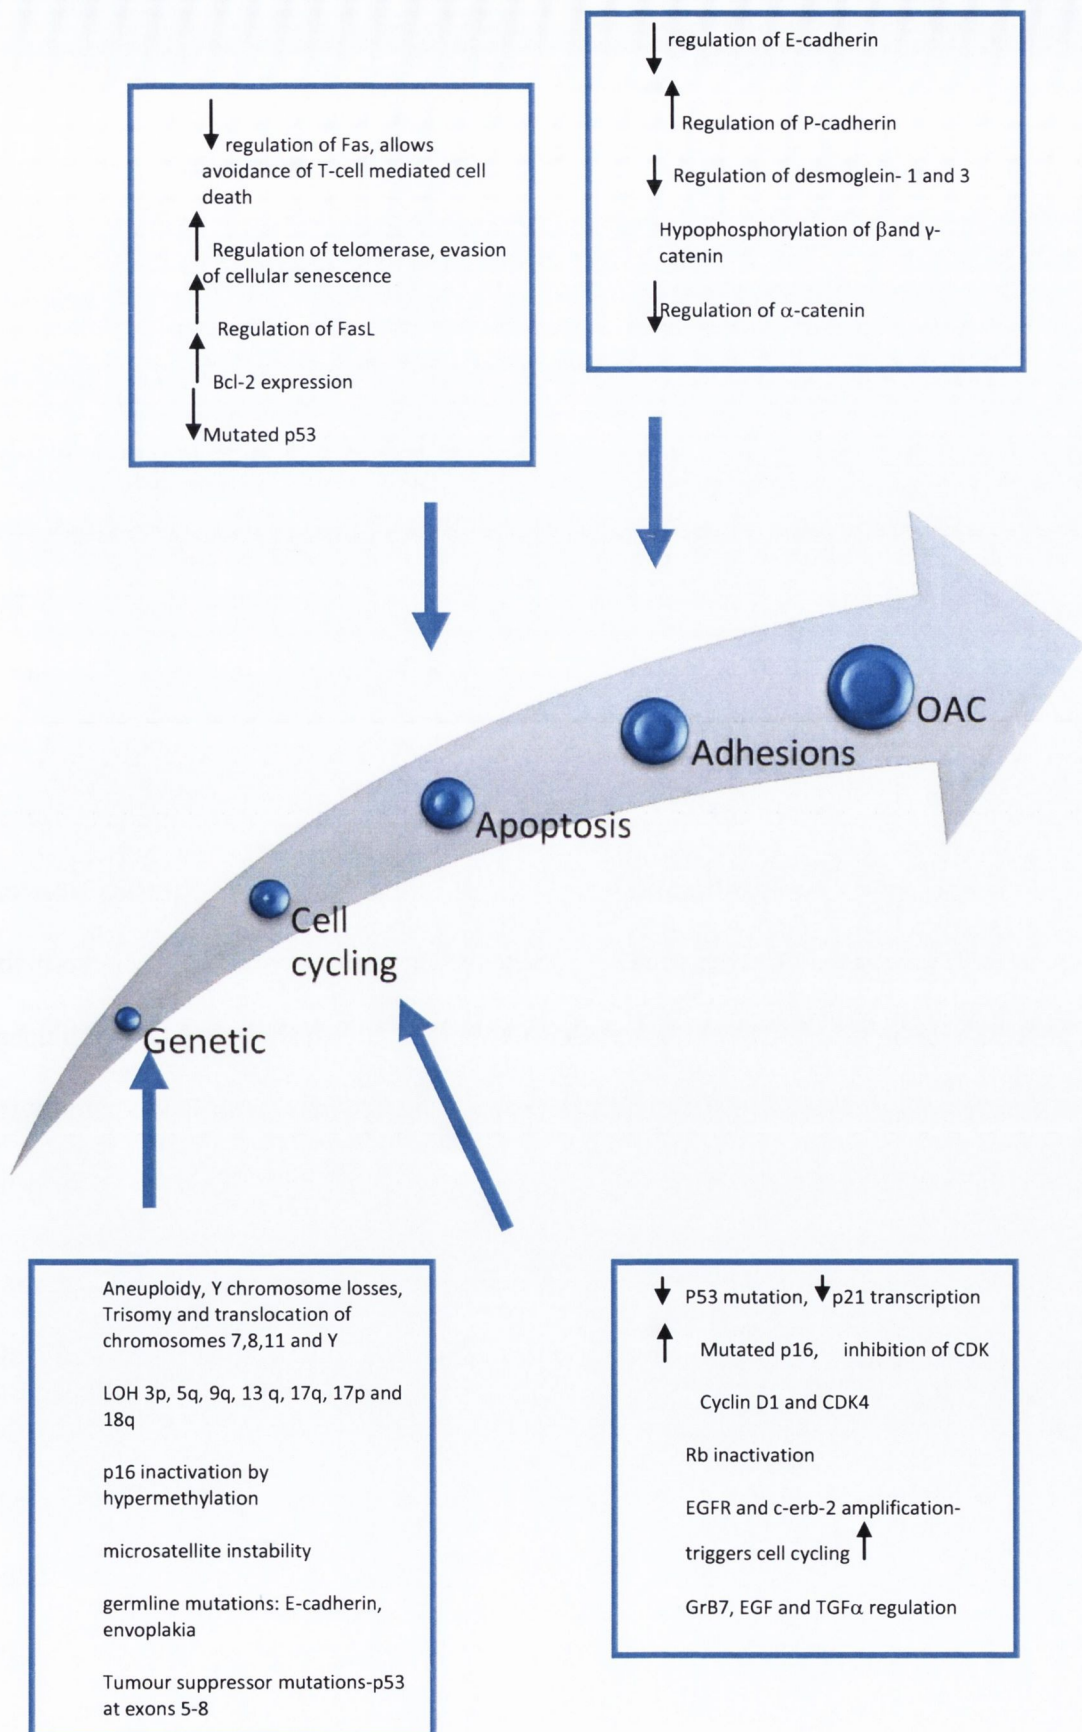 ↓ regulation of E-cadherin
↑ Regulation of P-cadherin
↓ Regulation of desmoglein- 1 and 3
Hypophosphorylation of βand γ-
catenin
↓Regulation of α-catenin
↓ regulation of Fas, allows
avoidance of T-cell mediated cell
death
↑ Regulation of telomerase, evasion
of cellular senescence
↑ Regulation of FasL
↑ Bcl-2 expression
↓ Mutated p53
OAC
Adhesions
Apoptosis
Cell
cycling
Genetic
Aneuploidy, Y chromosome losses,
Trisomy and translocation of
chromosomes 7,8,11 and Y
LOH 3p, 5q, 9q, 13 q, 17q, 17p and
18q
p16 inactivation by
hypermethylation
microsatellite instability
germline mutations: E-cadherin,
envoplakia
Tumour suppressor mutations-p53
at exons 5-8
↓ P53 mutation, ↓p21 transcription
↑ Mutated p16, inhibition of CDK
Cyclin D1 and CDK4
Rb inactivation
EGFR and c-erb-2 amplification-
triggers cell cycling ↑
GrB7, EGF and TGFα regulation